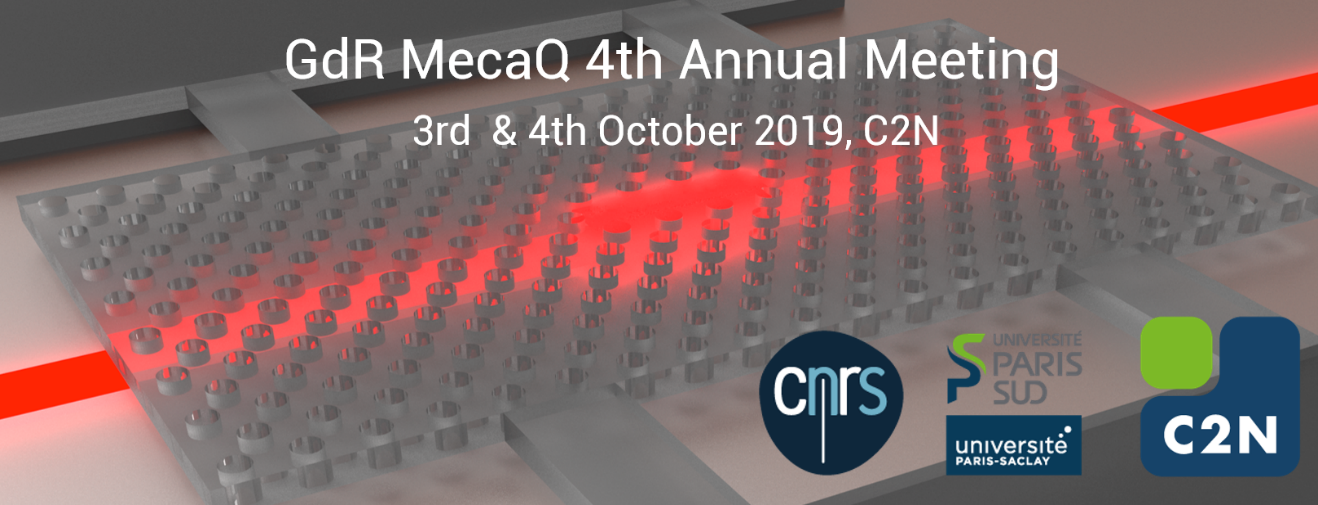 GdR MecaQ 4th Annual Meeting
3rd & 4th October 2019, C2N
cnrs
UNIVERSITÉ
PARIS
SUD
université
PARIS-SACLAY
C2N